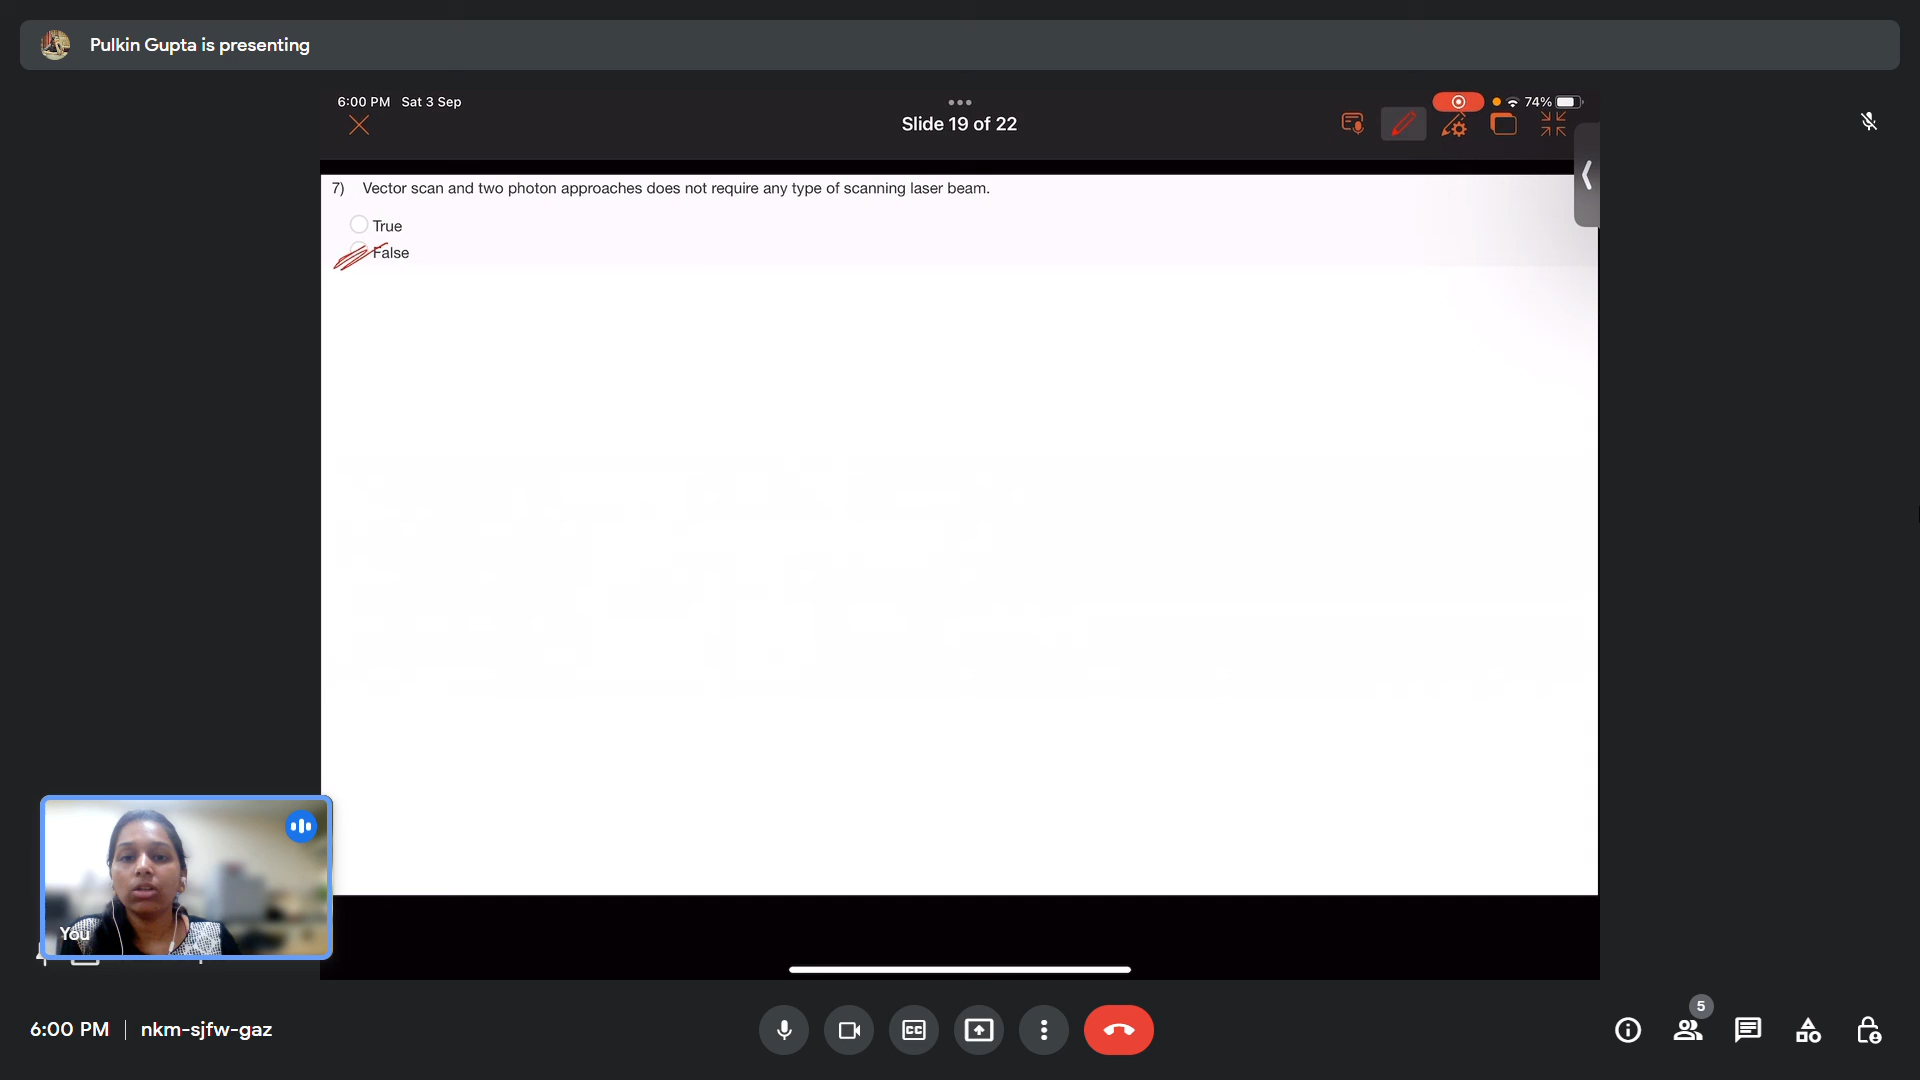 Pulkin Gupta is presenting
6:00 PM Sat 3 Sep
74%
Slide 19 of 22
7) Vector scan and two photon approaches does not require any type of scanning laser beam.
True
False
You
5
6:00 PM | nkm-sjfw-gaz
CC